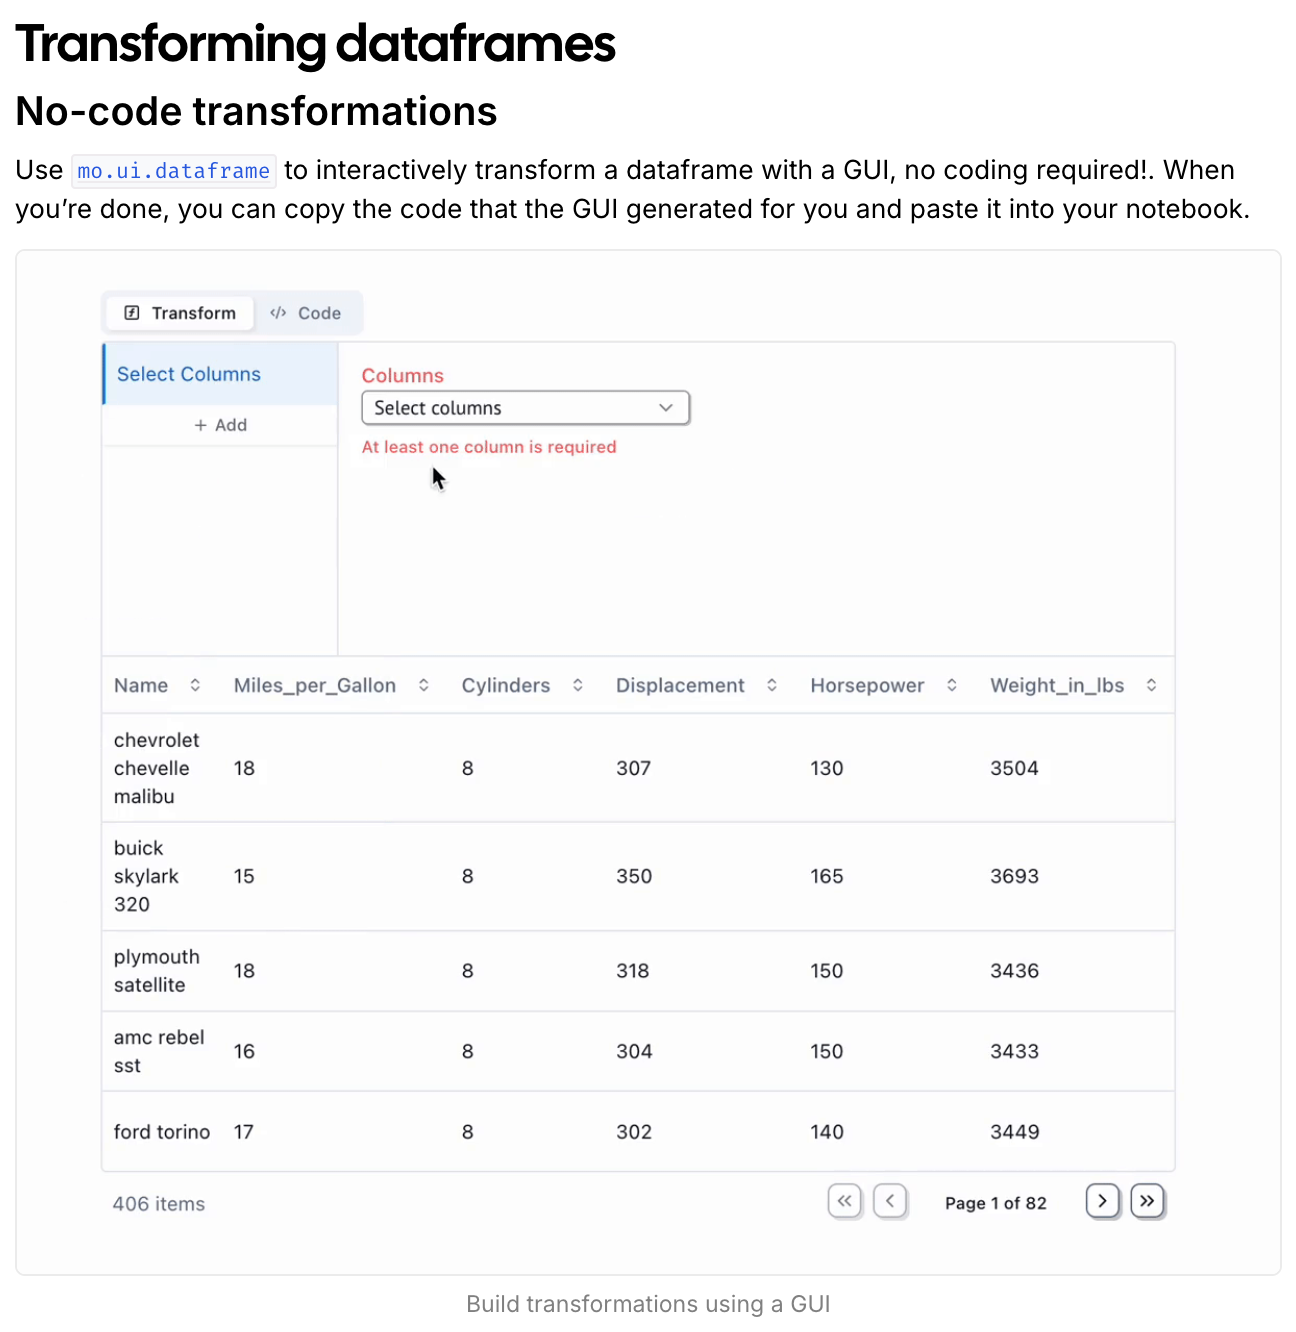 Transforming dataframes
No-code transformations
Use mo.ui.dataframe to interactively transform a dataframe with a GUI, no coding required!. When
you’re done, you can copy the code that the GUI generated for you and paste it into your notebook.
Transform </> Code
Select Columns
+ Add
Columns
Select columns
At least one column is required
Name Miles_per_Gallon Cylinders Displacement Horsepower Weight_in_lbs
chevrolet
chevelle
malibu
18 8 307 130 3504
buick
skylark
320
15 8 350 165 3693
plymouth
satellite
18 8 318 150 3436
amc rebel
sst
16 8 304 150 3433
ford torino 17 8 302 140 3449
406 items
Page 1 of 82
Build transformations using a GUI